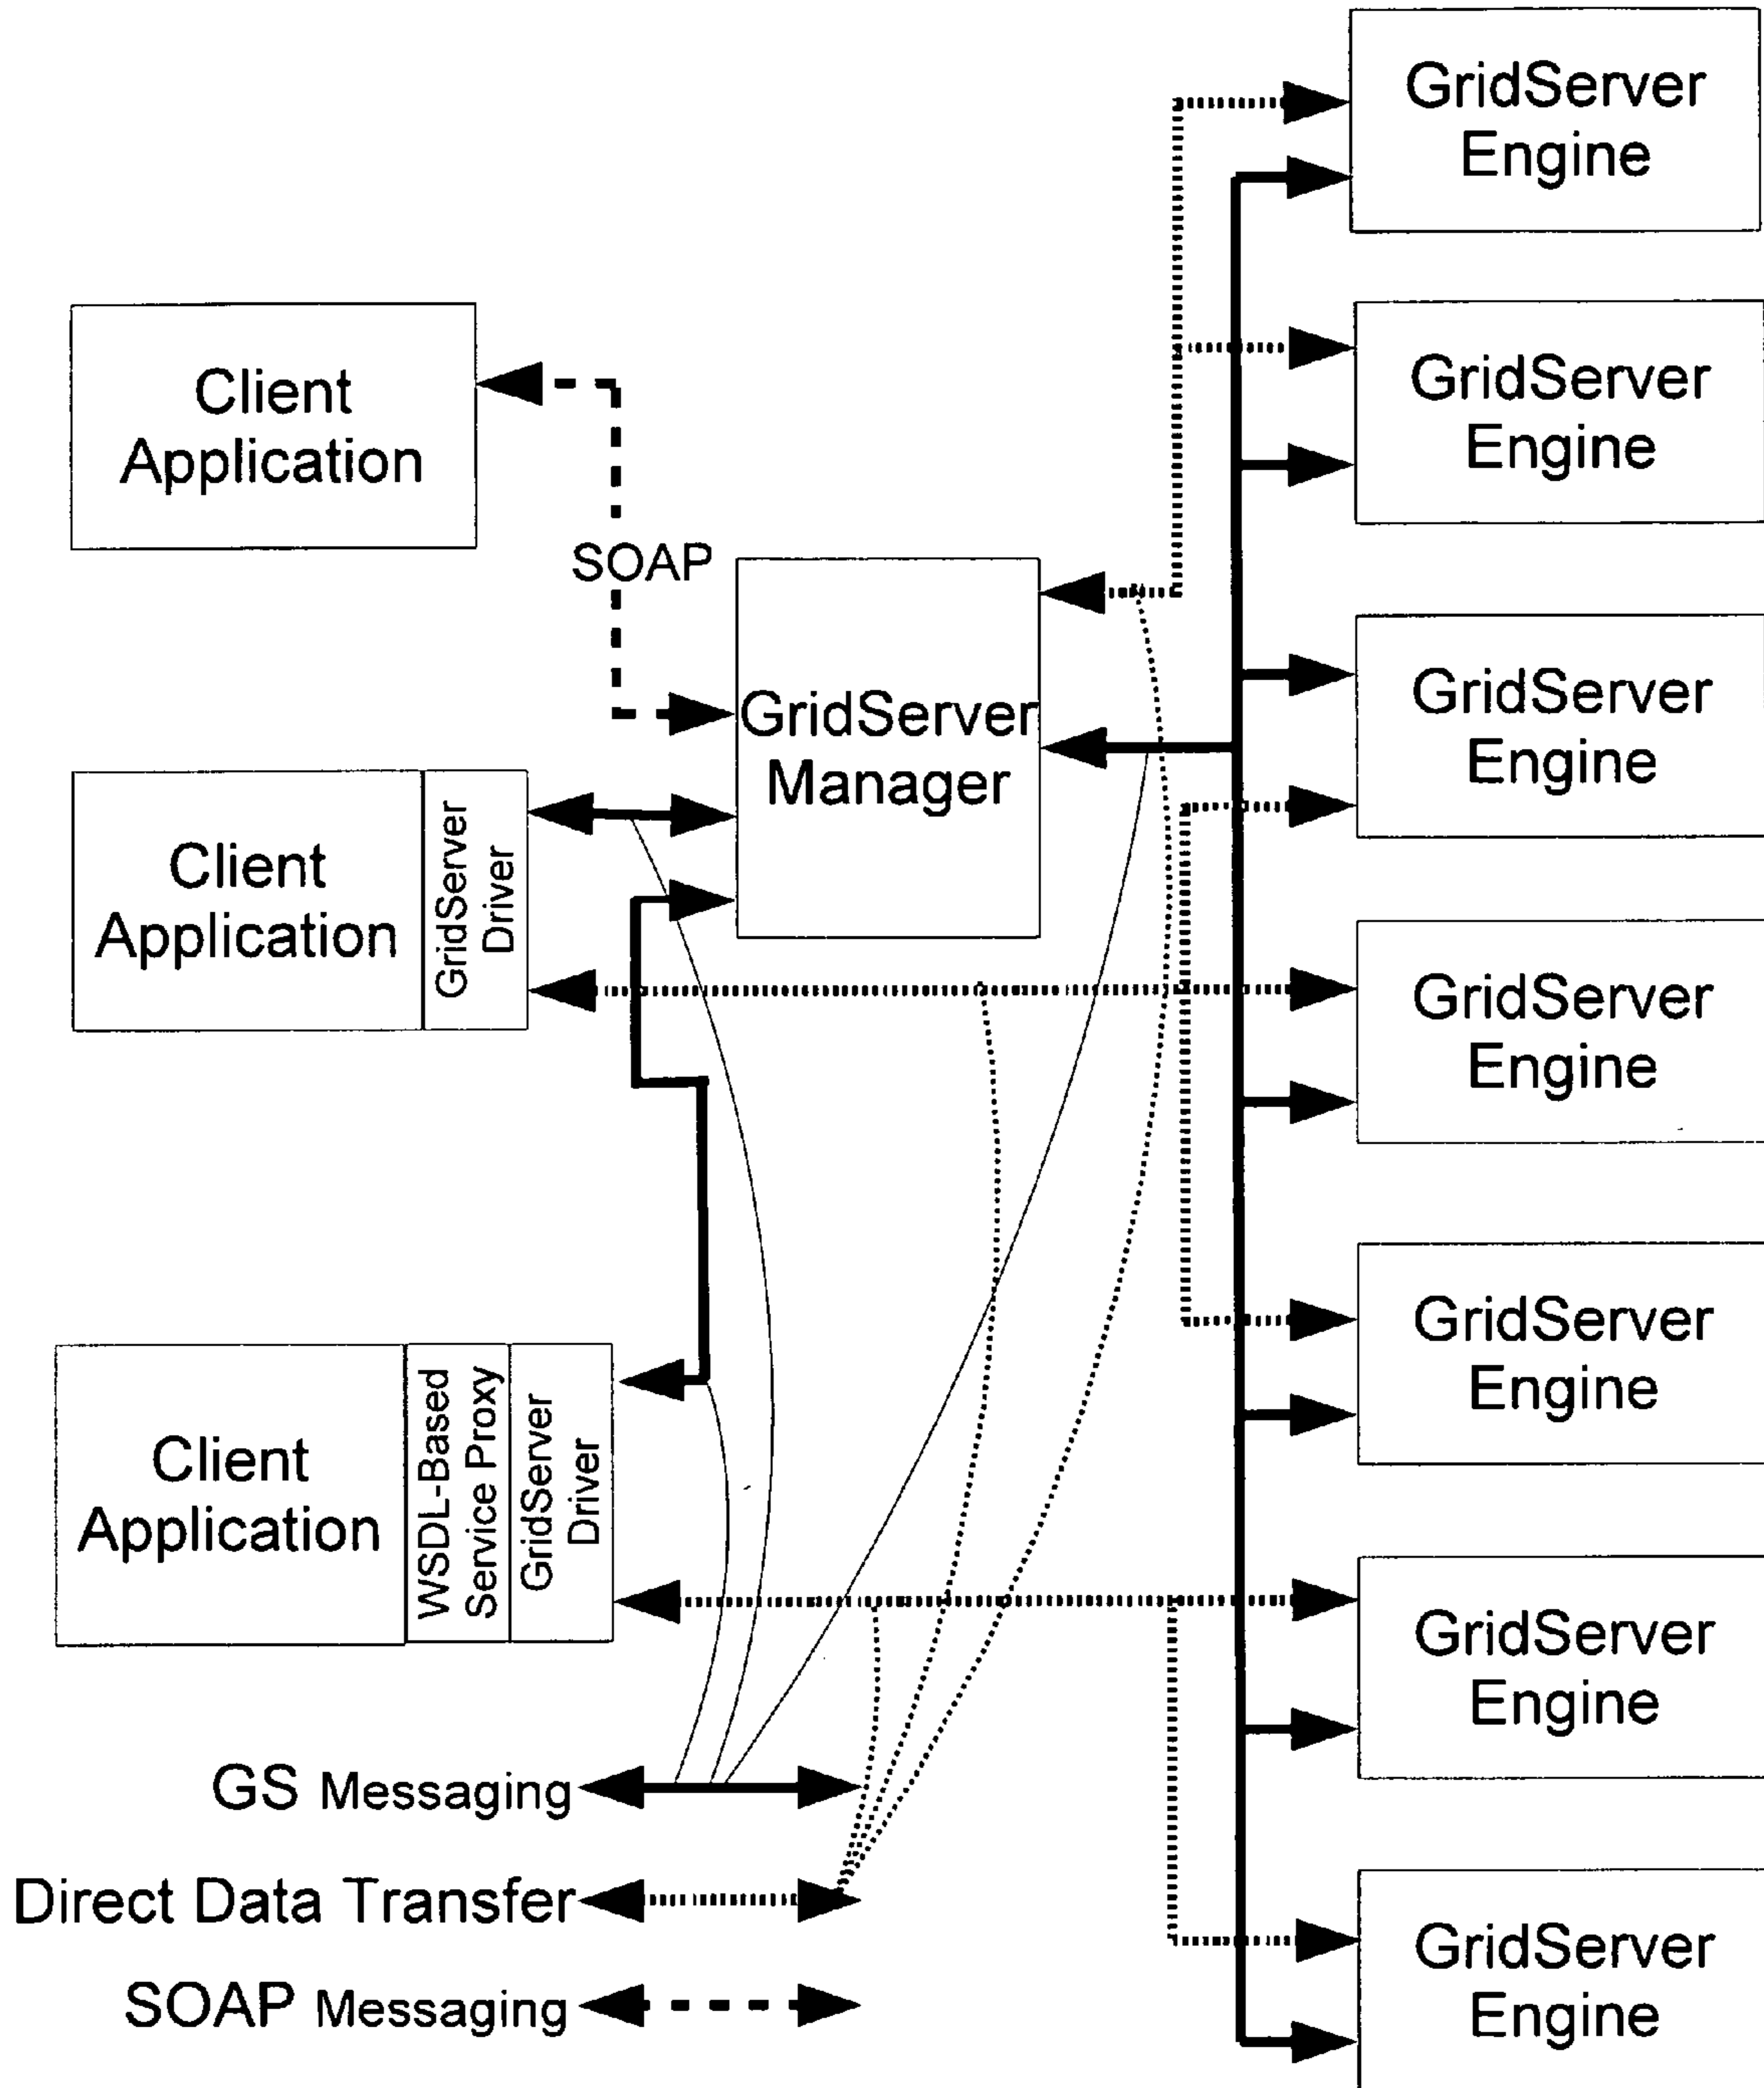 GridServer
Engine
GridServer
Engine
Client
Application
SOAP
GridServer
Manager
GridServer
Engine
Client
Application
GridServer
Driver
GridServer
Engine
GridServer
Engine
Client
Application
WSDL-Based
Service Proxy
GridServer
Driver
GridServer
Engine
GS Messaging
Direct Data Transfer
SOAP Messaging
GridServer
Engine